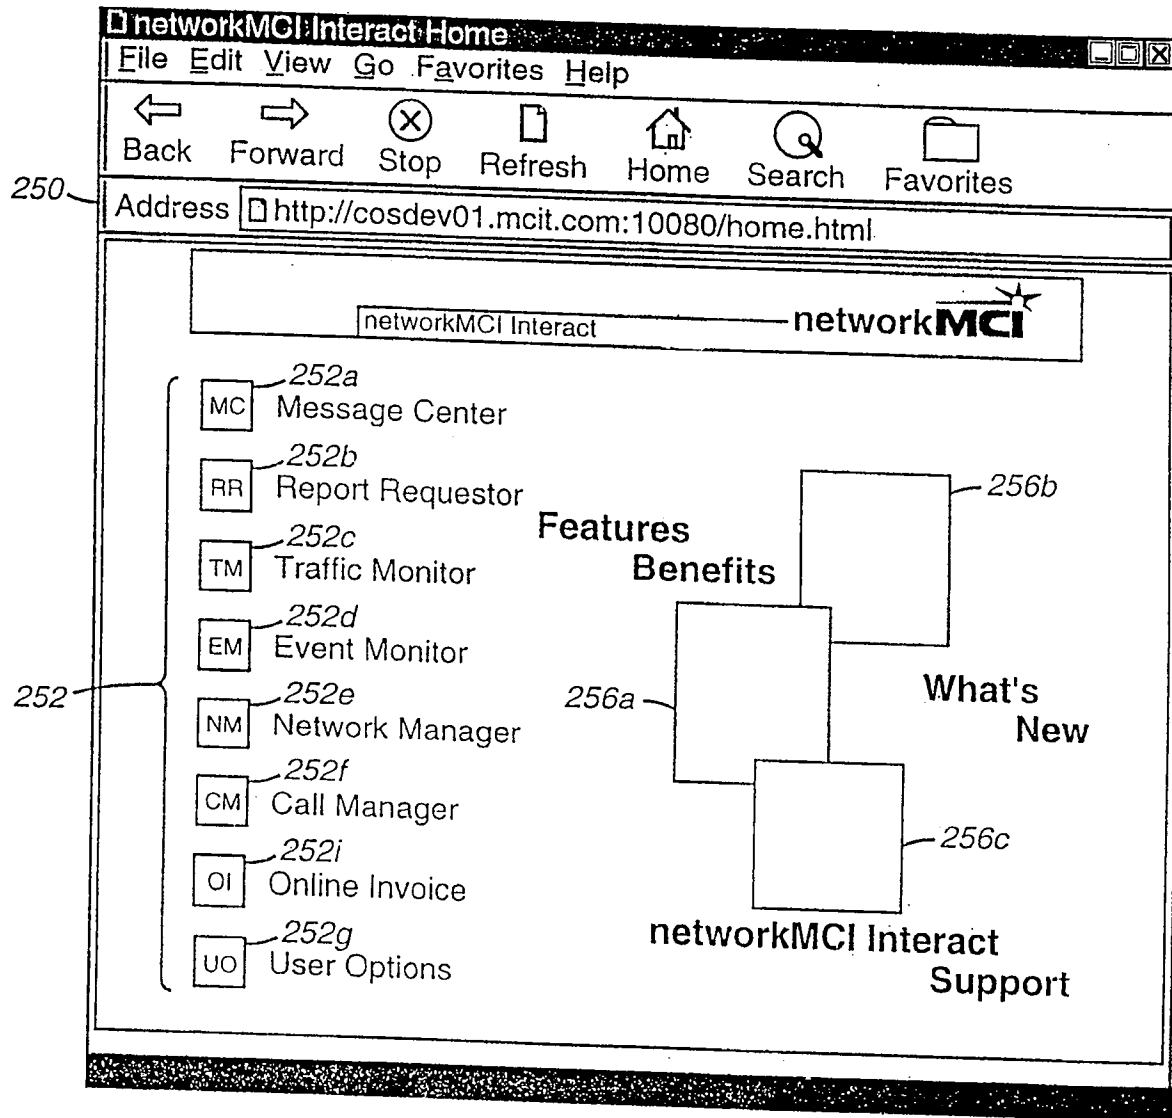 networkMCI Interact Home
File Edit View Go Favorites Help
Back Forward Stop Refresh Home Search Favorites
250
Address http://cosdev01.mcit.com:10080/home.html
networkMCI Interact
networkMCI
252
MC 252a Message Center
RR 252b Report Requestor
TM 252c Traffic Monitor
EM 252d Event Monitor
NM 252e Network Manager
CM 252f Call Manager
OI 252i Online Invoice
UO 252g User Options
Features
Benefits
256b
256a
What's
New
256c
networkMCI Interact
Support